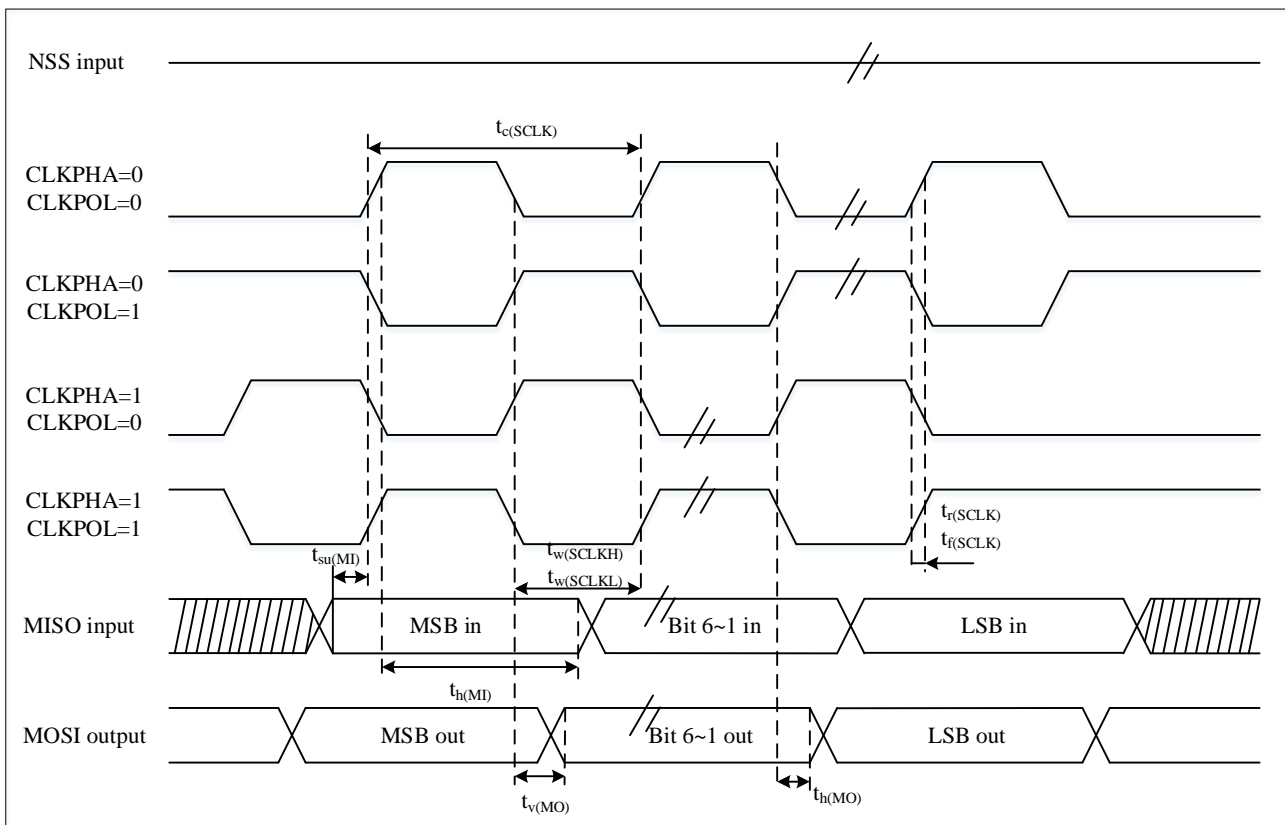 NSS input
t_c(SCLK)
CLKPHA=0
CLKPOL=0
CLKPHA=0
CLKPOL=1
CLKPHA=1
CLKPOL=0
CLKPHA=1
CLKPOL=1
t_r(SCLK)
t_f(SCLK)
t_su(MI)
t_w(SCLKH)
t_w(SCLKL)
MISO input
MSB in
Bit 6~1 in
LSB in
t_h(MI)
MOSI output
MSB out
Bit 6~1 out
LSB out
t_v(MO)
t_h(MO)